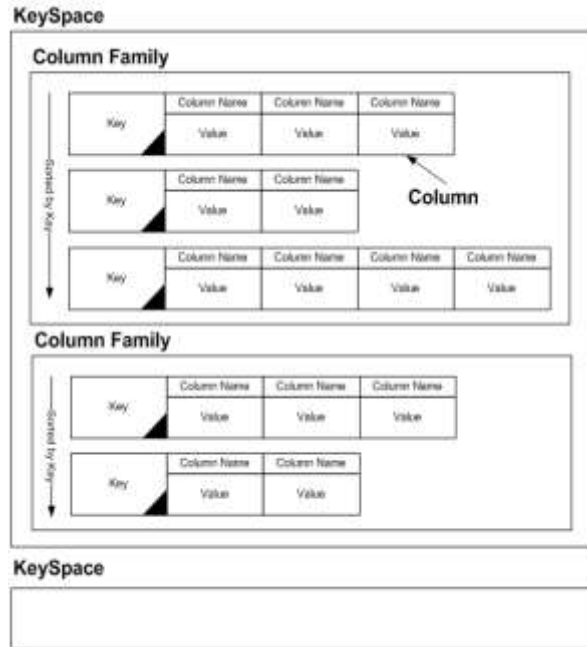 KeySpace
Column Family
Column Name Column Name Column Name
Key Value Value Value
Column
Column Name Column Name
Key Value Value
Column Name Column Name Column Name Column Name
Key Value Value Value Value
Sorted by Key
Column Family
Column Name Column Name Column Name
Key Value Value Value
Column Name Column Name
Key Value Value
Sorted by Key
KeySpace